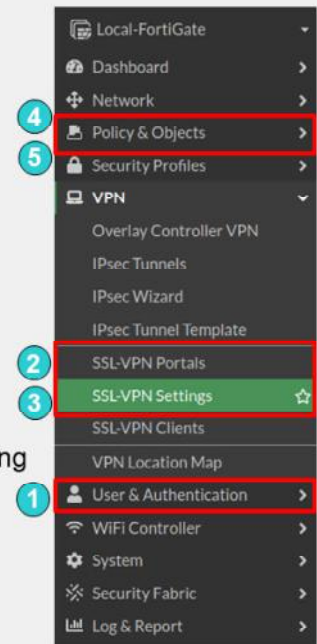 Local-FortiGate
Dashboard
Network
4
Policy & Objects
5
Security Profiles
VPN
Overlay Controller VPN
IPsec Tunnels
IPsec Wizard
IPsec Tunnel Template
2
SSL-VPN Portals
3
SSL-VPN Settings
SSL-VPN Clients
ng
VPN Location Map
1
User & Authentication
WiFi Controller
System
Security Fabric
Log & Report